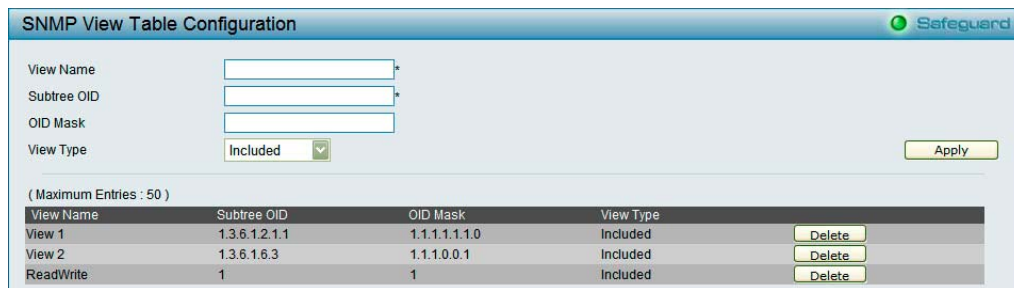 SNMP View Table Configuration Safeguard
View Name *
Subtree OID *
OID Mask
View Type Included Apply
( Maximum Entries : 50 )
View Name Subtree OID OID Mask View Type
View 1 1.3.6.1.2.1.1 1.1.1.1.1.1.0 Included Delete
View 2 1.3.6.1.6.3 1.1.1.0.0.1 Included Delete
ReadWrite 1 1 Included Delete